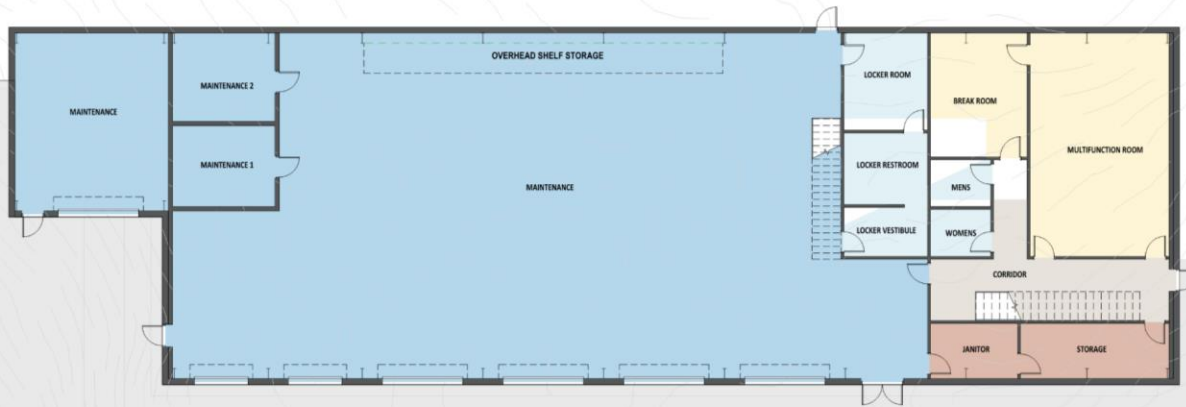 OVERHEAD SHELF STORAGE
LOCKER ROOM
MAINTENANCE 2
BREAK ROOM
MAINTENANCE
MULTIFUNCTION ROOM
MAINTENANCE 1
LOCKER RESTROOM
MAINTENANCE
MENS
LOCKER VESTIBULE
WOMENS
CORRIDOR
JANITOR
STORAGE